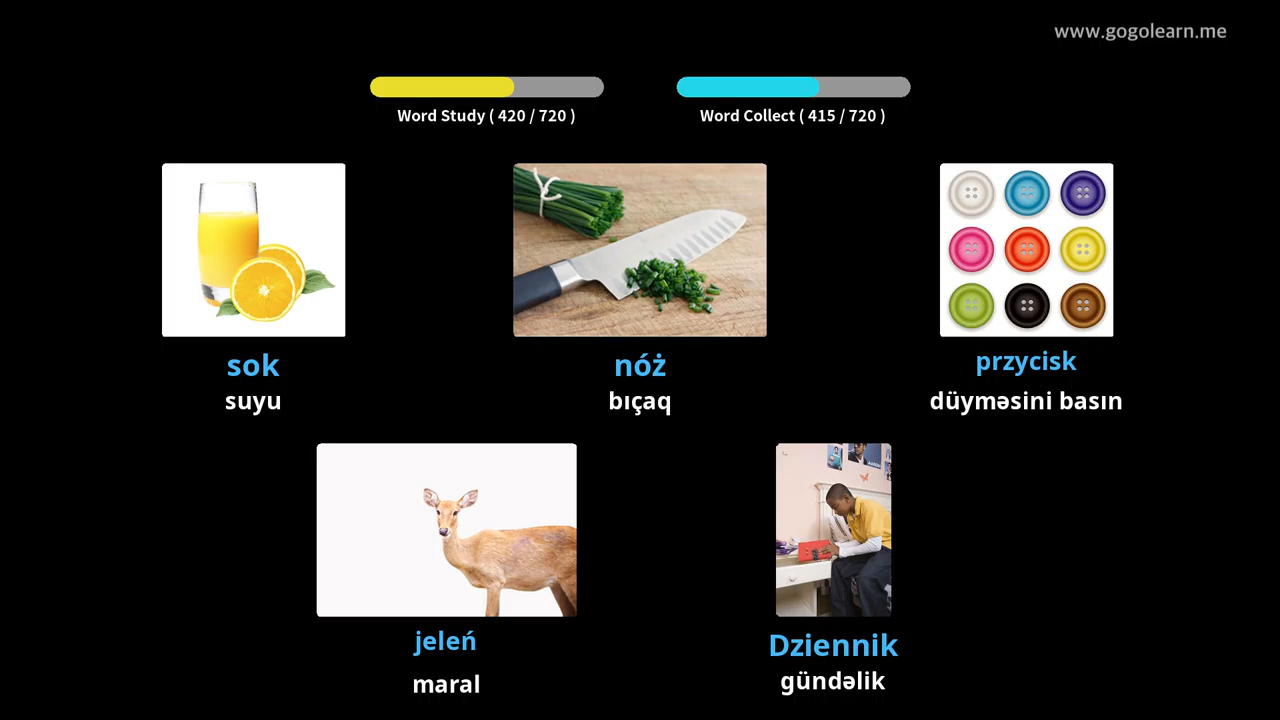 www.gogolearn.me
Word Study ( 420 / 720 )
Word Collect ( 415 / 720 )
sok
suyu
nóż
bıçaq
przycisk
düyməsini basın
jeleń
maral
Dziennik
gündəlik